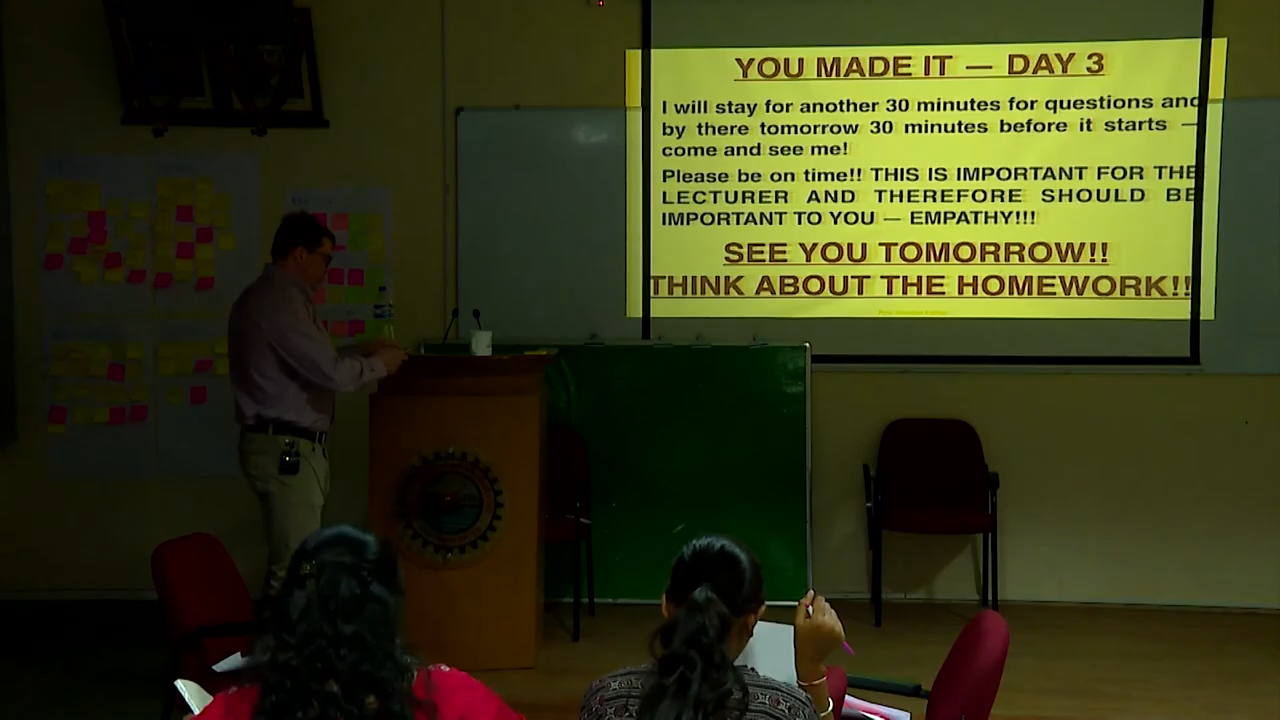 YOU MADE IT — DAY 3
I will stay for another 30 minutes for questions and
by there tomorrow 30 minutes before it starts —
come and see me!
Please be on time!! THIS IS IMPORTANT FOR THE
LECTURER AND THEREFORE SHOULD BE
IMPORTANT TO YOU — EMPATHY!!!
SEE YOU TOMORROW!!
THINK ABOUT THE HOMEWORK!!